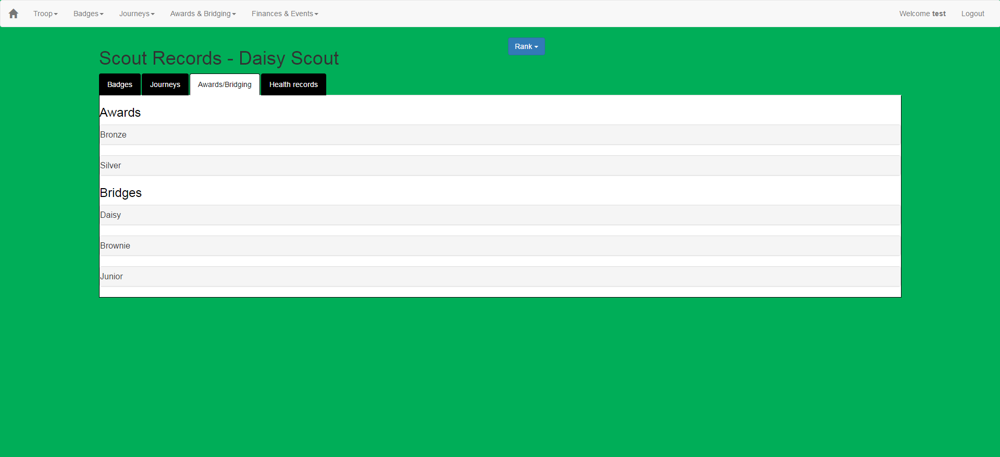 Troop Badges Journeys Awards & Bridging Finances & Events Welcome test Logout
Rank
Scout Records - Daisy Scout
Badges Journeys Awards/Bridging Health records
Awards
Bronze
Silver
Bridges
Daisy
Brownie
Junior